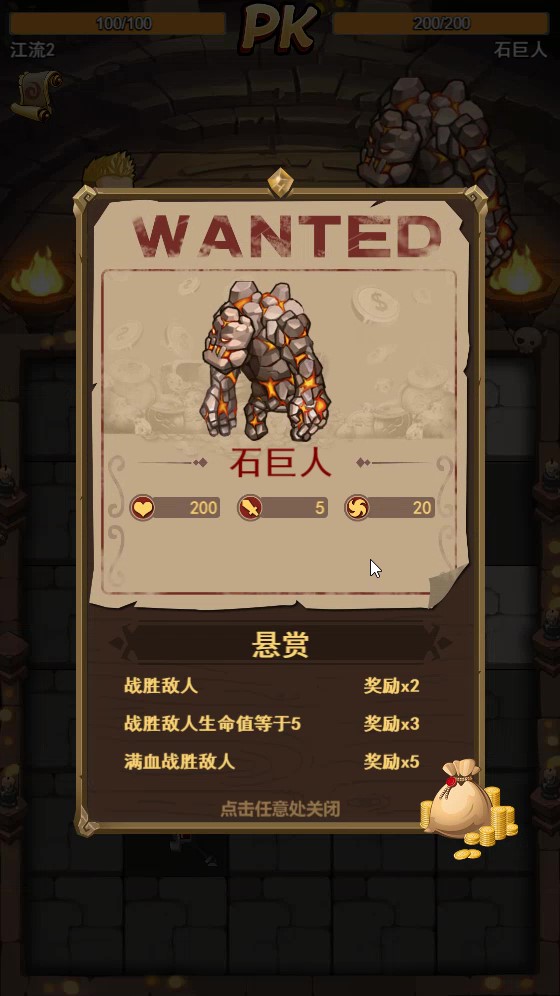 100/100
PK
200/200
江流2
石巨人
WANTED
石巨人
200
5
20
悬赏
战胜敌人 奖励x2
战胜敌人生命值等于5 奖励x3
满血战胜敌人 奖励x5
点击任意处关闭